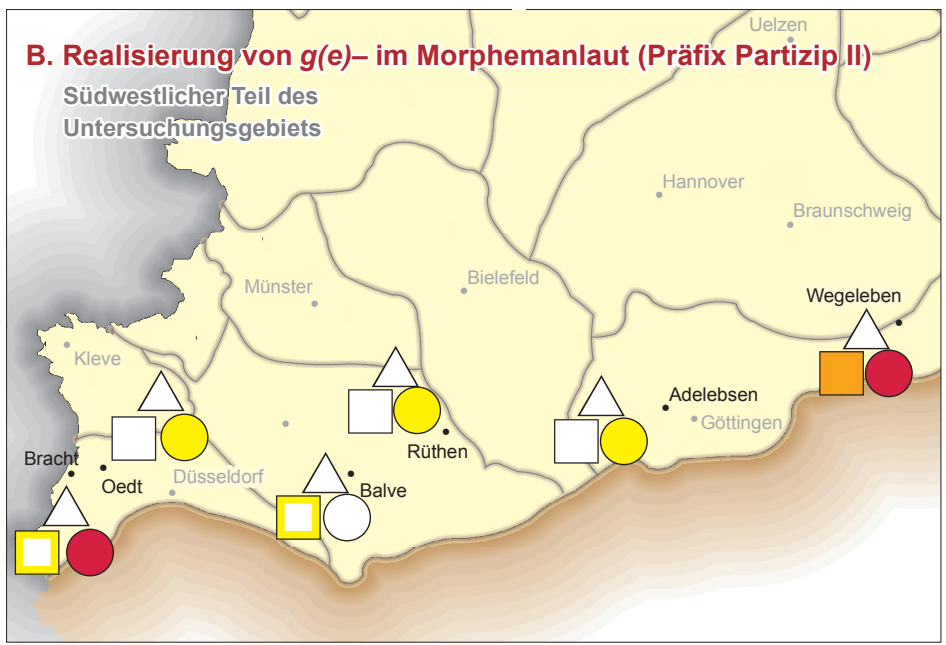 Uelzen
B. Realisierung von g(e)– im Morphemanlaut (Präfix Partizip II)
Südwestlicher Teil des
Untersuchungsgebiets
Hannover
Braunschweig
Bielefeld
Münster
Wegeleben
Kleve
Adelebsen
Göttingen
Rüthen
Bracht
Oedt
Düsseldorf
Balve